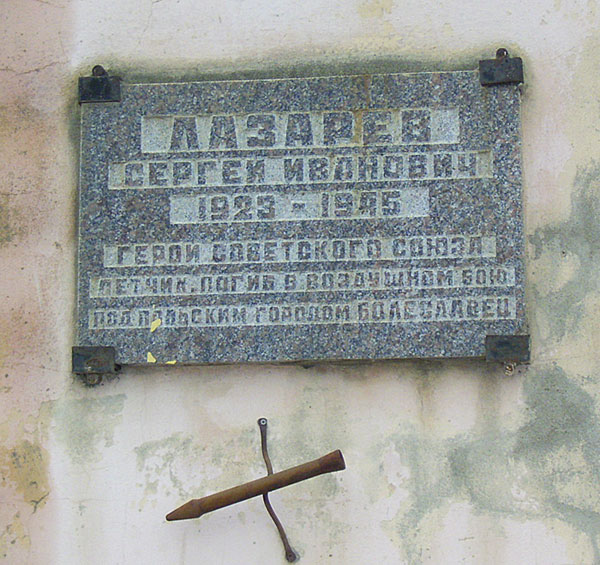 ЛАЗАРЕВ
СЕРГЕЙ ИВАНОВИЧ
1923 - 1945
ГЕРОЙ СОВЕТСКОГО СОЮЗА
ЛЕТЧИК. ПОГИБ В ВОЗДУШНОМ БОЮ
ПОД ПОЛЬСКИМ ГОРОДОМ БОЛЕСЛАВЕЦ